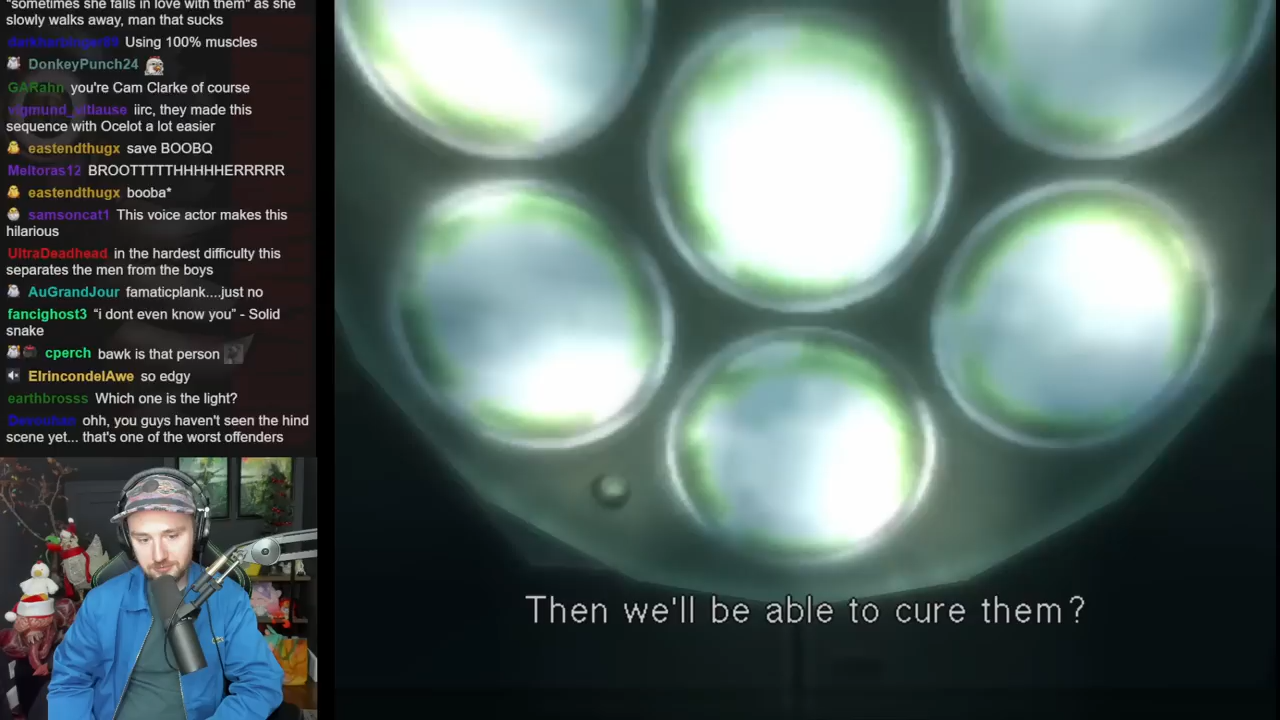 "sometimes she falls in love with them" as she
slowly walks away, man that sucks
darkharbinger89 Using 100% muscles
DonkeyPunch24
GARahn you're Cam Clarke of course
vigmund_vitlause iirc, they made this
sequence with Ocelot a lot easier
eastendthugx save BOOBQ
Meltoras12 BROOTTTTTHHHHHERRRRR
eastendthugx booba*
samsoncat1 This voice actor makes this
hilarious
UltraDeadhead in the hardest difficulty this
separates the men from the boys
AuGrandJour famaticplank....just no
fancighost3 “i dont even know you” - Solid
snake
cperch bawk is that person
ElrincondelAwe so edgy
earthbrosss Which one is the light?
ohh, you guys haven't seen the hind
scene yet... that's one of the worst offenders
Then we'll be able to cure them?